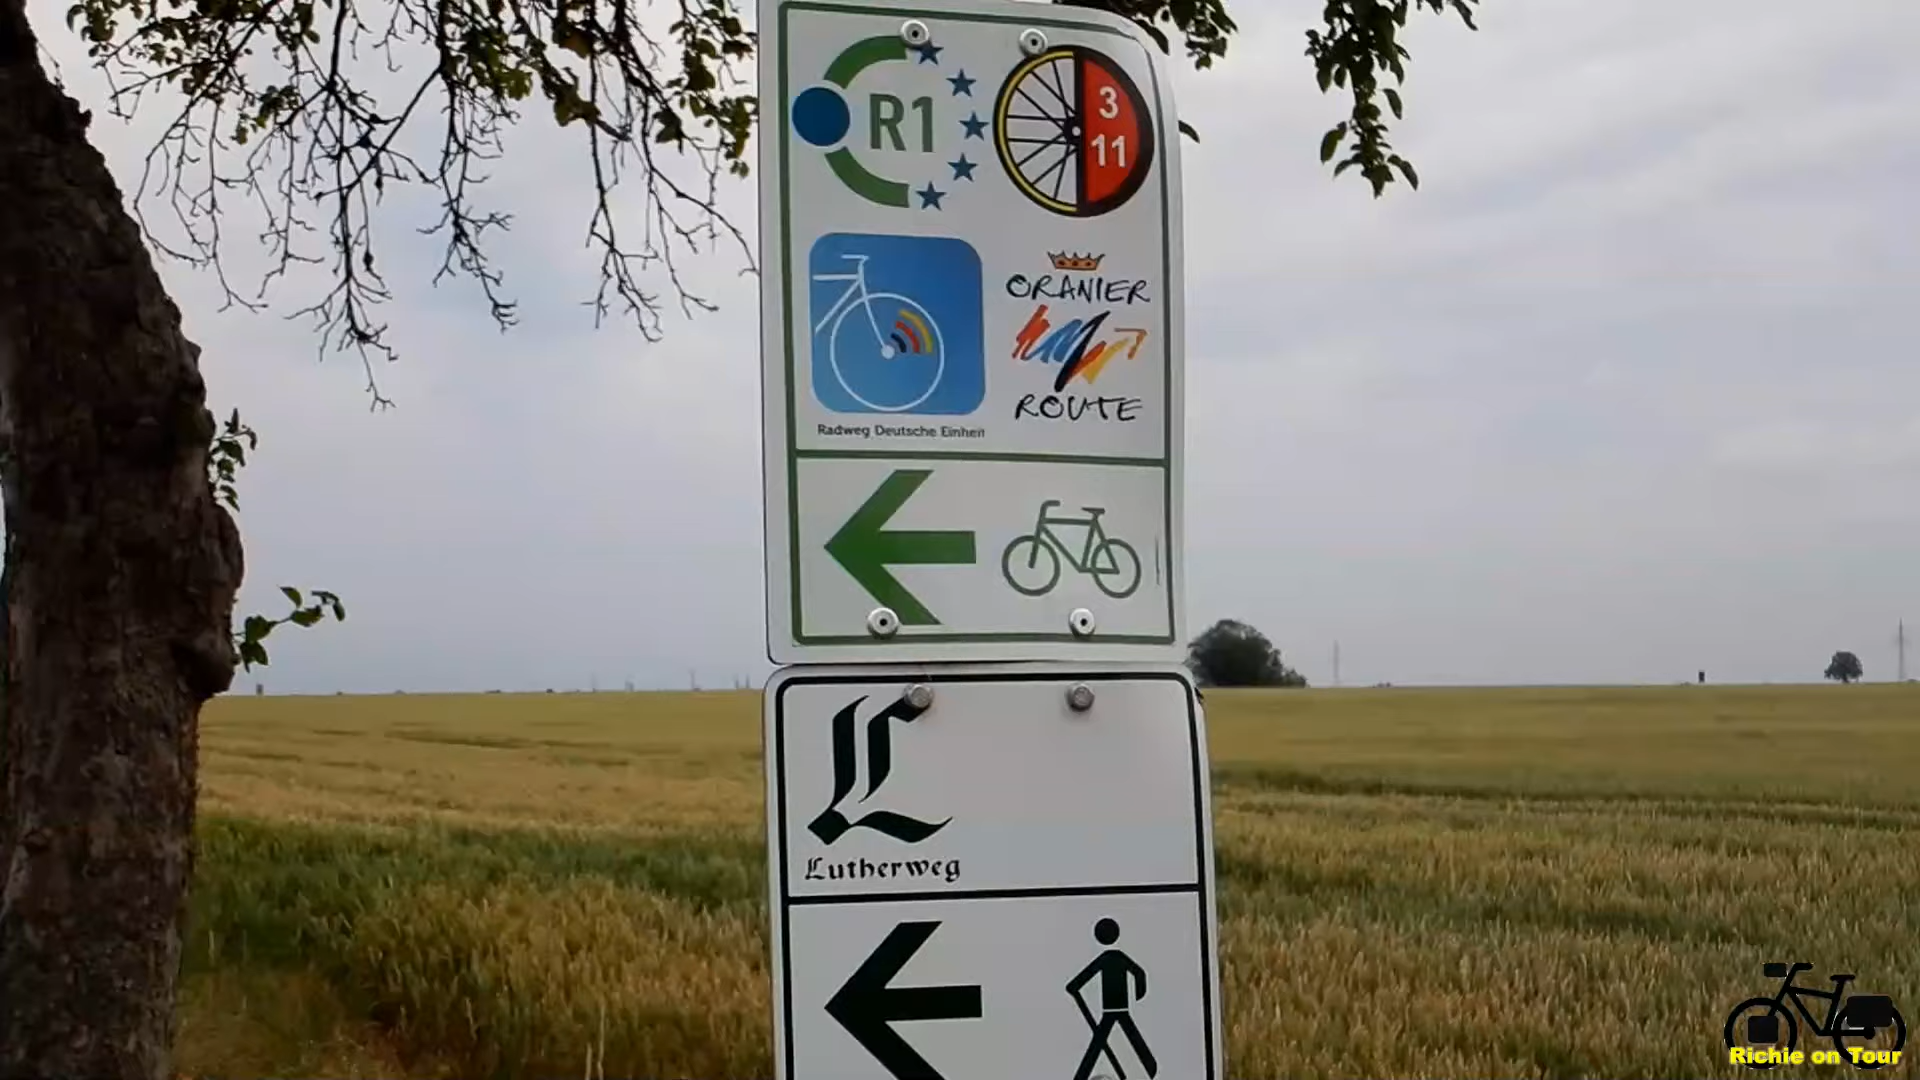 R1
3
11
Radweg Deutsche Einheit
ORANIER
ROUTE
L
Lutherweg
Richie on Tour